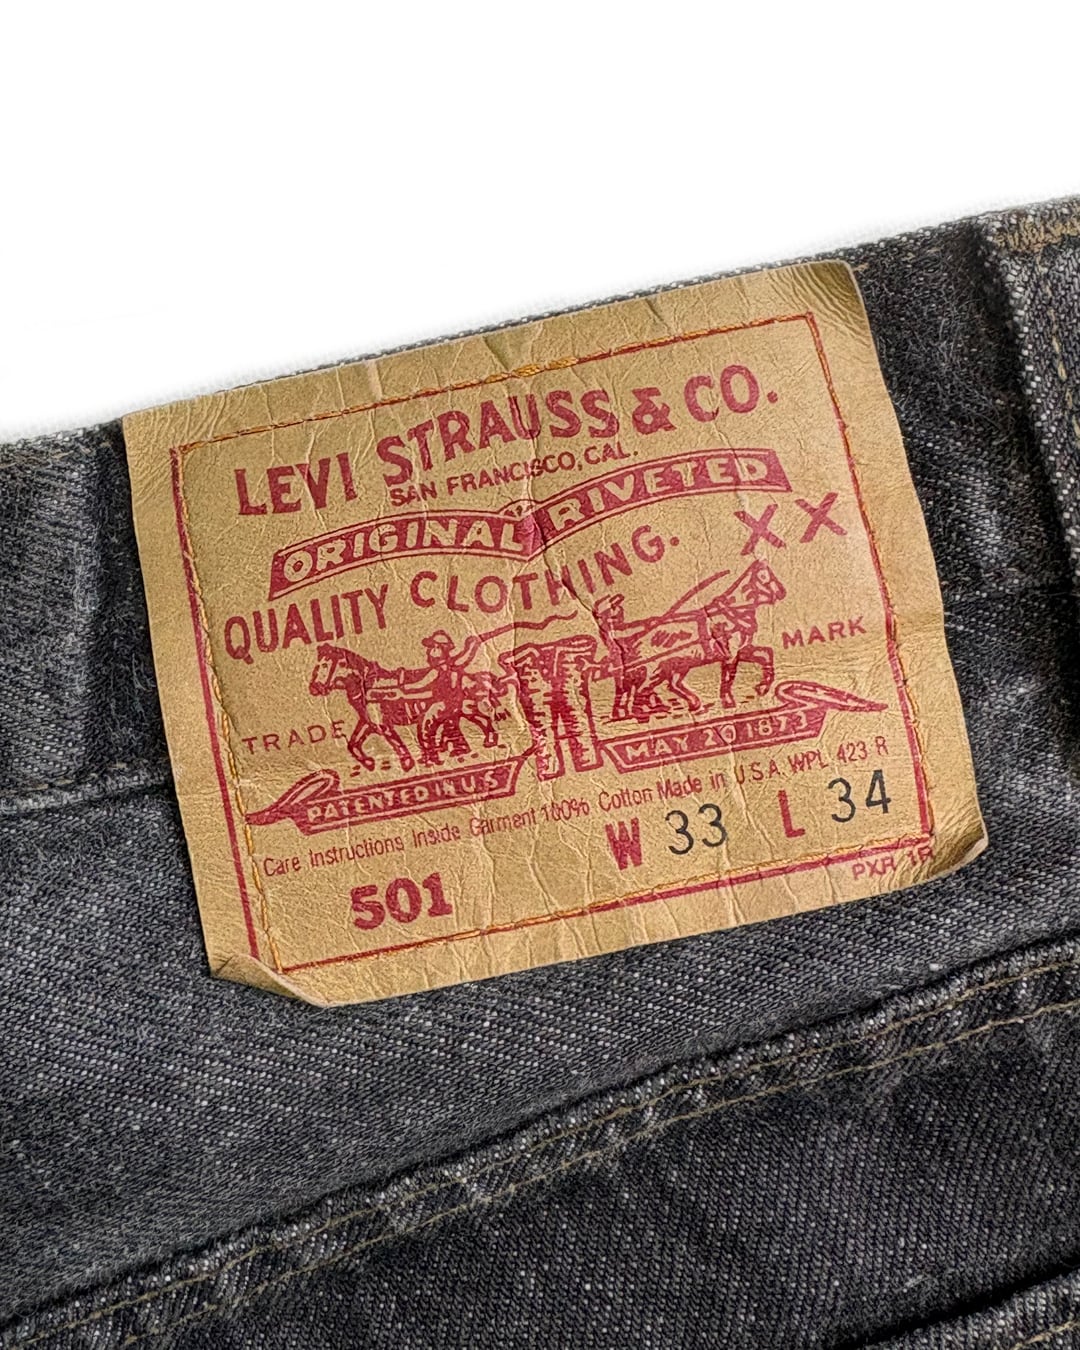 LEVI STRAUSS & CO.
SAN FRANCISCO, CAL.
ORIGINAL RIVETED
QUALITY CLOTHING.
XX
TRADE MARK
PATENTED IN U.S
MAY 20 1873
Care Instructions Inside Garment 100% Cotton Made in U.S.A. WPL 423 R
501 W 33 L 34
PXR 1R